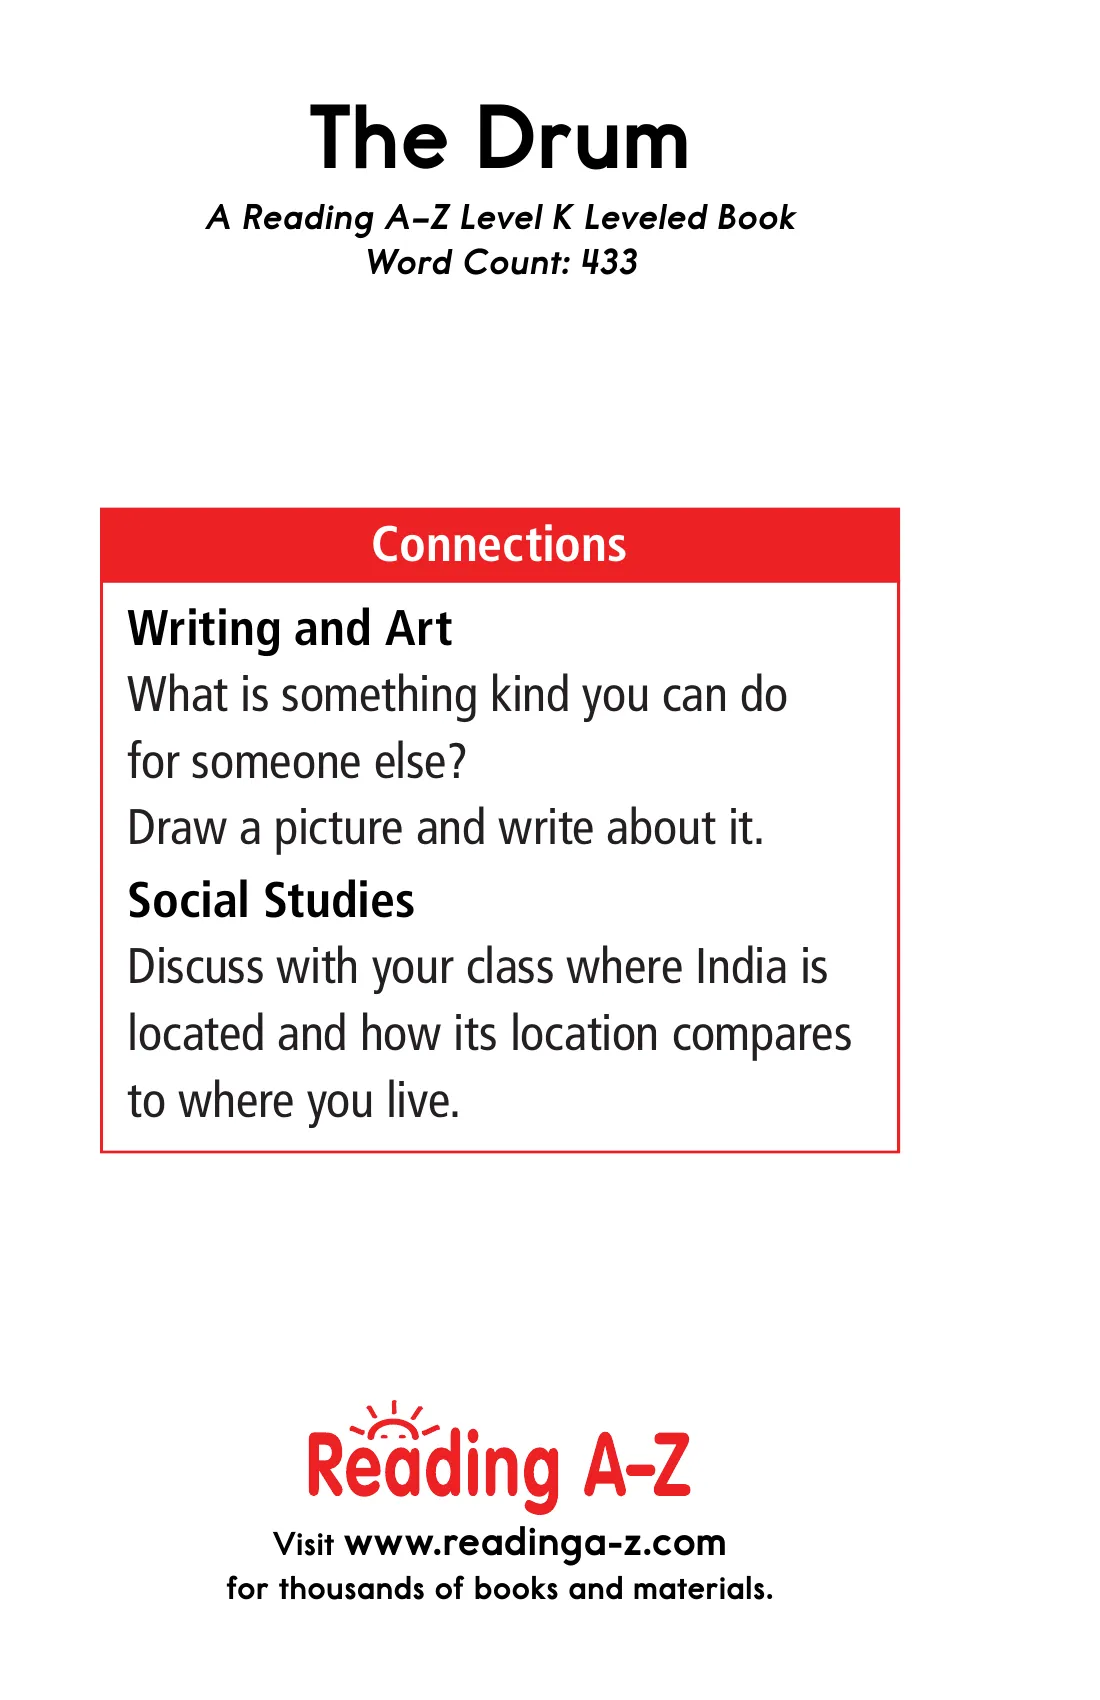 The Drum
A Reading A–Z Level K Leveled Book
Word Count: 433
Connections
Writing and Art
What is something kind you can do
for someone else?
Draw a picture and write about it.
Social Studies
Discuss with your class where India is
located and how its location compares
to where you live.
Reading A–Z
Visit www.readinga-z.com
for thousands of books and materials.